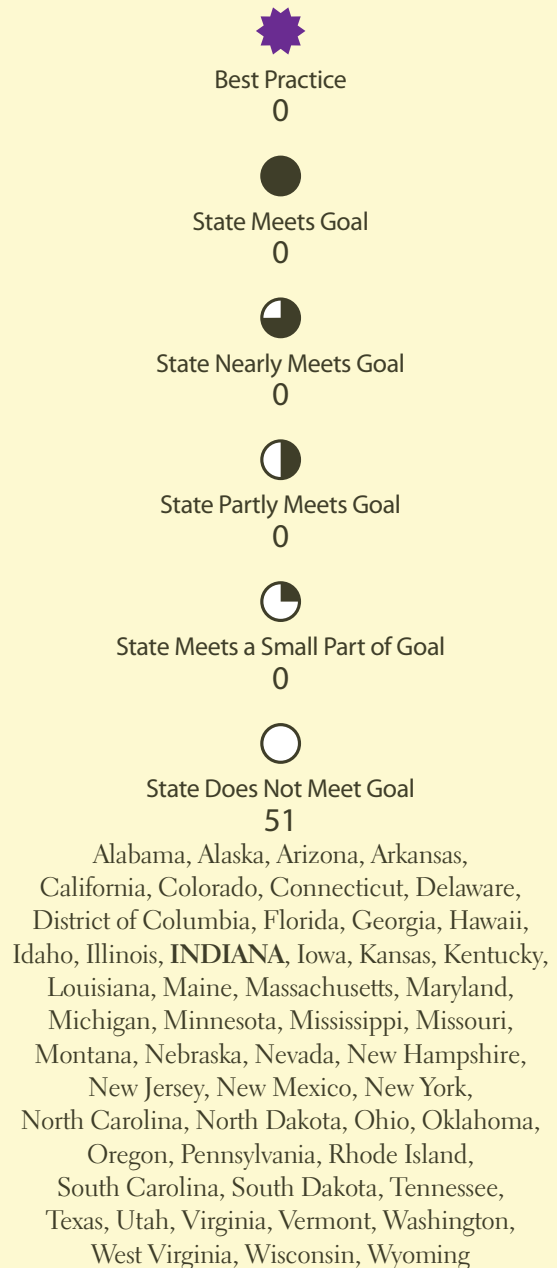 Best Practice
0
State Meets Goal
0
State Nearly Meets Goal
0
State Partly Meets Goal
0
State Meets a Small Part of Goal
0
State Does Not Meet Goal
51
Alabama, Alaska, Arizona, Arkansas,
California, Colorado, Connecticut, Delaware,
District of Columbia, Florida, Georgia, Hawaii,
Idaho, Illinois, INDIANA, Iowa, Kansas, Kentucky,
Louisiana, Maine, Massachusetts, Maryland,
Michigan, Minnesota, Mississippi, Missouri,
Montana, Nebraska, Nevada, New Hampshire,
New Jersey, New Mexico, New York,
North Carolina, North Dakota, Ohio, Oklahoma,
Oregon, Pennsylvania, Rhode Island,
South Carolina, South Dakota, Tennessee,
Texas, Utah, Virginia, Vermont, Washington,
West Virginia, Wisconsin, Wyoming